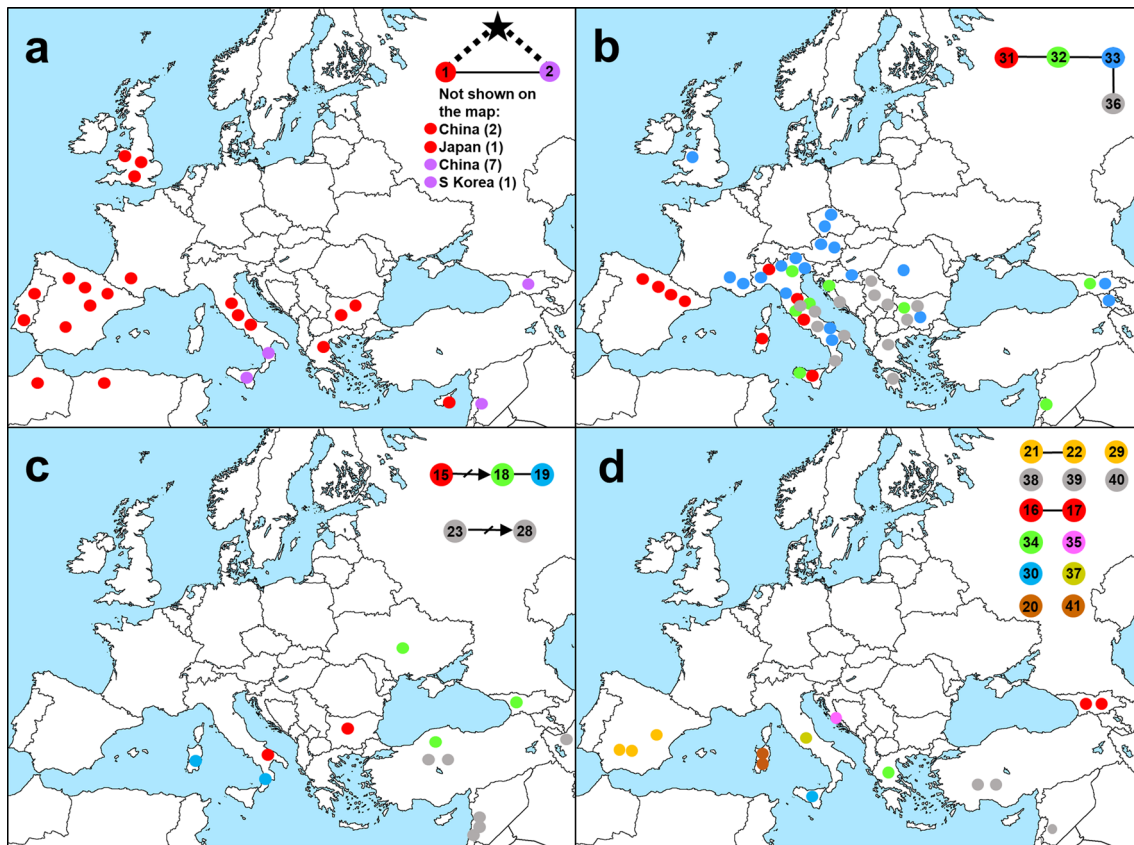 a
1 2
Not shown on
the map:
China (2)
Japan (1)
China (7)
S Korea (1)
b
31 32 33
36
c
15 18 19
23 28
d
21 22 29
38 39 40
16 17
34 35
30 37
20 41